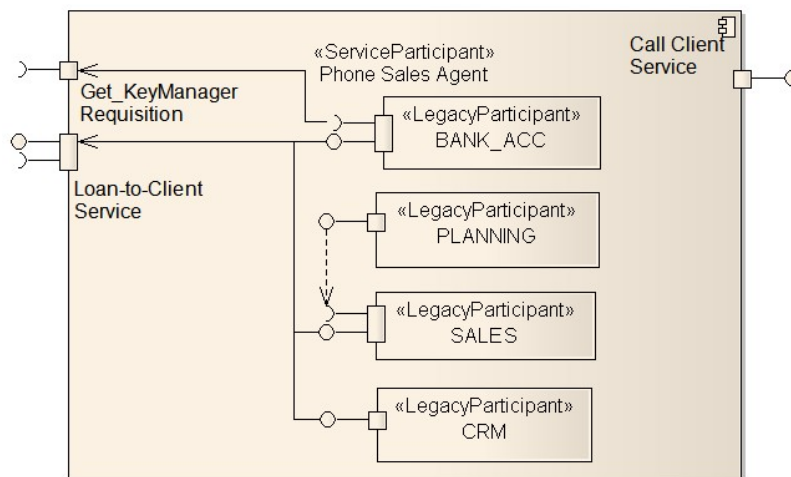 «ServiceParticipant»
Phone Sales Agent
Call Client
Service
Get_KeyManager
Requisition
«LegacyParticipant»
BANK_ACC
Loan-to-Client
Service
«LegacyParticipant»
PLANNING
«LegacyParticipant»
SALES
«LegacyParticipant»
CRM